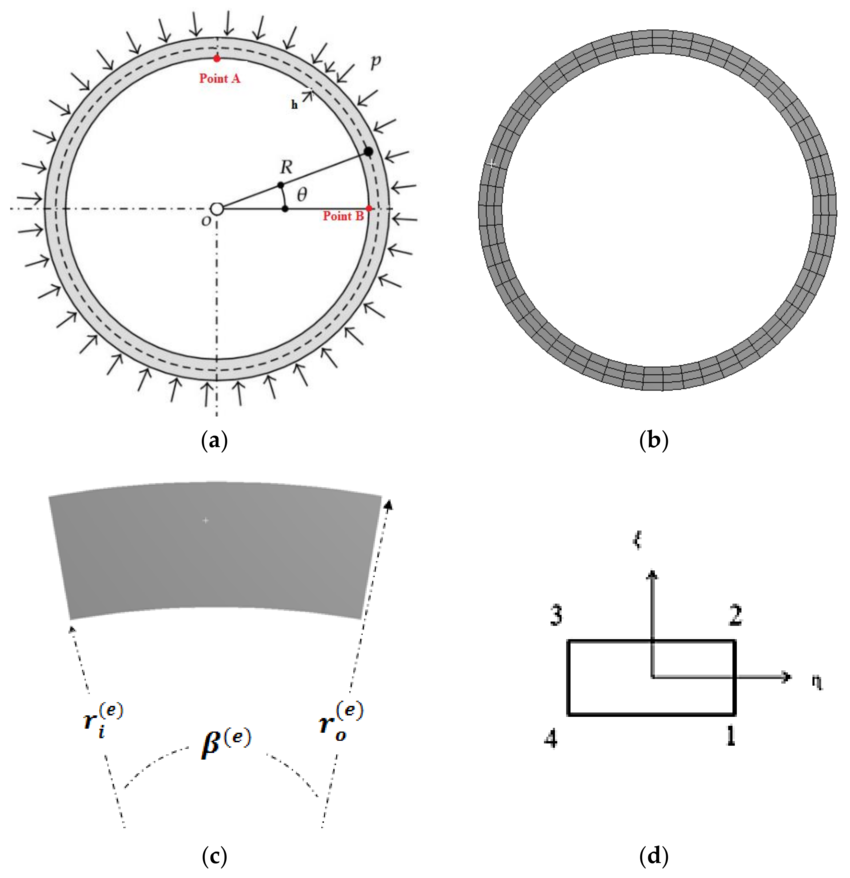 p
Point A
h
R
θ
Point B
o
(a)
(b)
r_i^(e)
β^(e)
r_o^(e)
(c)
ξ
3
2
η
4
1
(d)